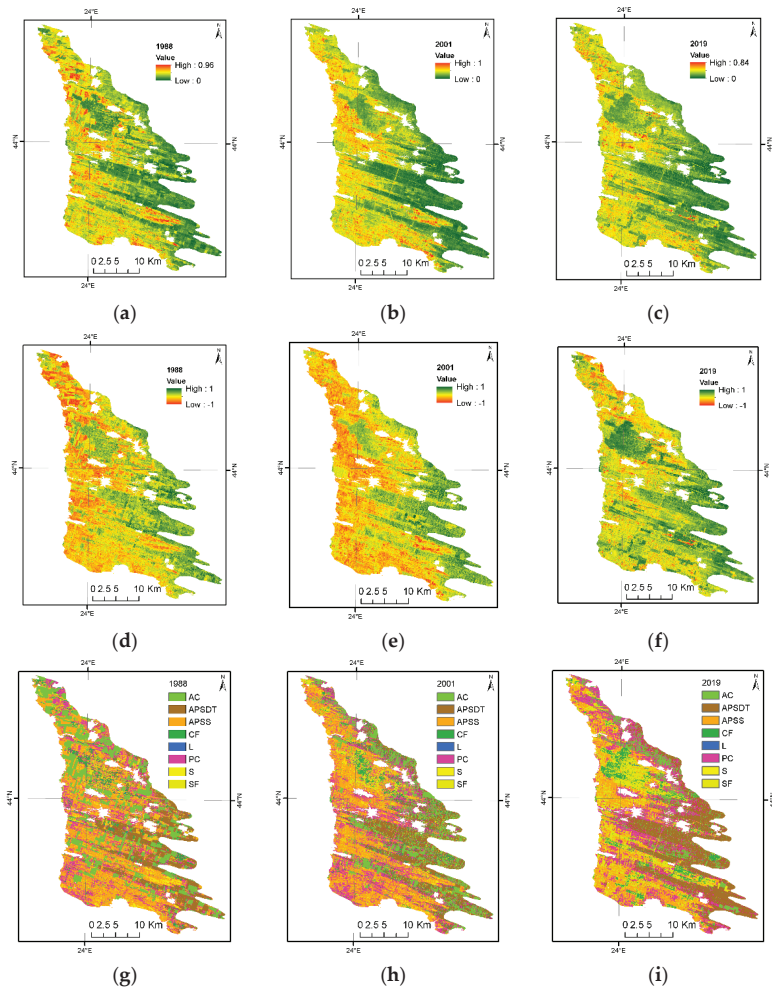 24°E
24°E
24°E
N
N
N
1988
2001
2019
Value
Value
Value
High : 0.96
High : 1
High : 0.84
Low : 0
Low : 0
Low : 0
44°N
44°N
44°N
44°N
44°N
44°N
0 2.5 5 10 Km
0 2.5 5 10 Km
0 2.5 5 10 Km
24°E
24°E
24°E
(a)
(b)
(c)
24°E
24°E
24°E
N
N
N
1988
2001
2019
Value
Value
Value
High : 1
High : 1
High : 1
Low : -1
Low : -1
Low : -1
44°N
44°N
44°N
44°N
44°N
44°N
0 2.5 5 10 Km
0 2.5 5 10 Km
0 2.5 5 10 Km
24°E
24°E
24°E
(d)
(e)
(f)
24°E
24°E
24°E
N
N
N
1988
AC
APSDT
APSS
CF
L
PC
S
SF
2001
AC
APSDT
APSS
CF
L
PC
S
SF
2019
AC
APSDT
APSS
CF
L
PC
S
SF
44°N
44°N
44°N
44°N
44°N
44°N
0 2.5 5 10 Km
0 2.5 5 10 Km
0 2.5 5 10 Km
24°E
24°E
24°E
(g)
(h)
(i)